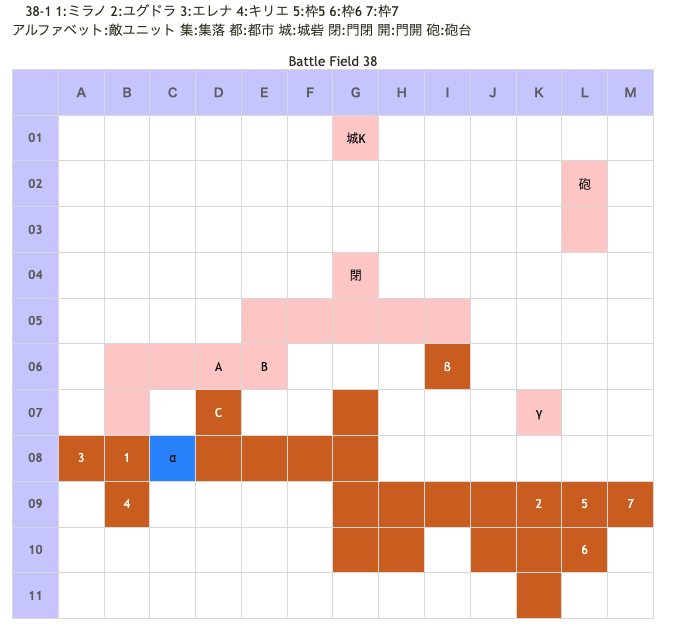 38-1 1:ミラノ 2:ユグドラ 3:エレナ 4:キリエ 5:枠5 6:枠6 7:枠7
アルファベット:敵ユニット 集:集落 都:都市 城:城砦 閉:門閉 開:門開 砲:砲台
Battle Field 38
A B C D E F G H I J K L M
01 城K
02 砲
03
04 閉
05
06 A B β
07 C γ
08 3 1 α
09 4 2 5 7
10 6
11